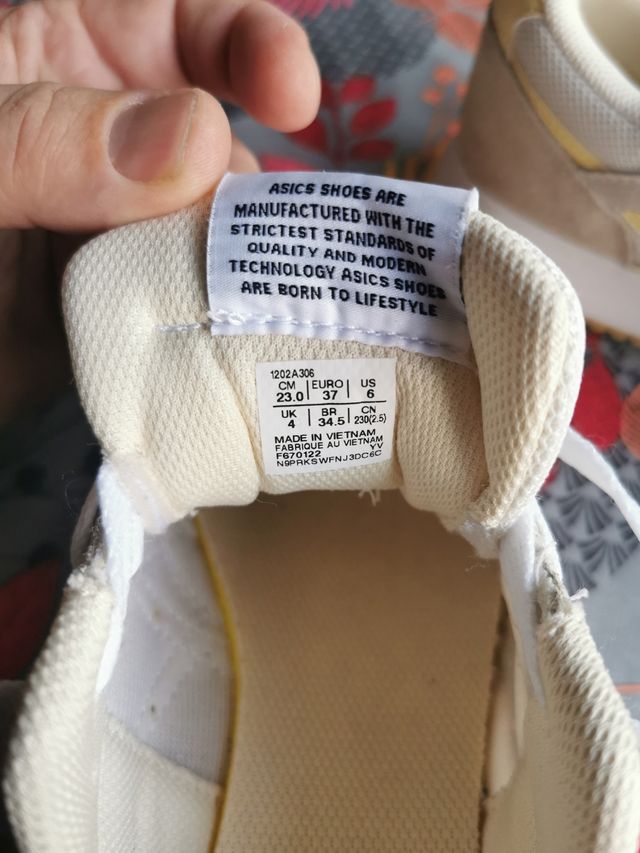 ASICS SHOES ARE
MANUFACTURED WITH THE
STRICTEST STANDARDS OF
QUALITY AND MODERN
TECHNOLOGY ASICS SHOES
ARE BORN TO LIFESTYLE
1202A306
CM EURO US
23.0 37 6
UK BR CN
4 34.5 230(2.5)
MADE IN VIETNAM
FABRIQUE AU VIETNAM
F670122 YV
N9PRKSWFNJ3DC6C